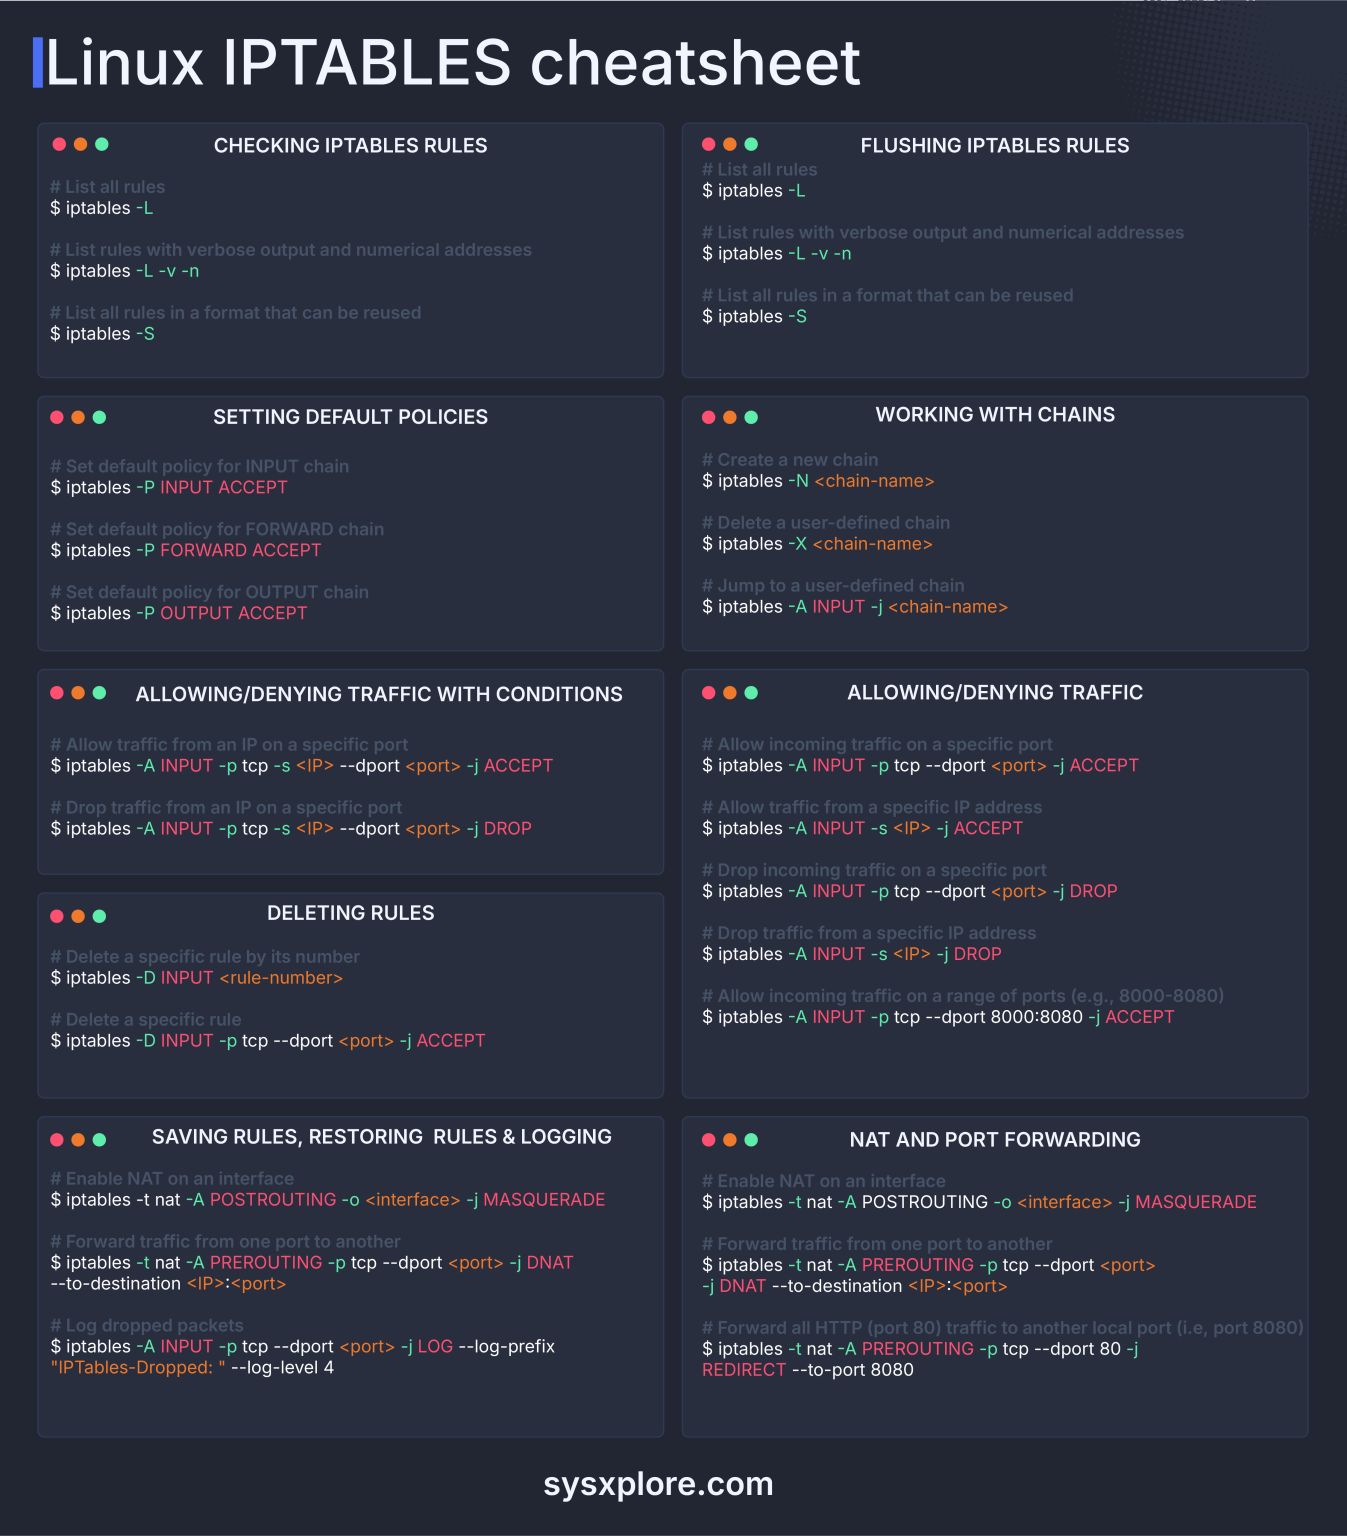 Linux IPTABLES cheatsheet
CHECKING IPTABLES RULES
# List all rules
$ iptables -L
# List rules with verbose output and numerical addresses
$ iptables -L -v -n
# List all rules in a format that can be reused
$ iptables -S
FLUSHING IPTABLES RULES
# List all rules
$ iptables -L
# List rules with verbose output and numerical addresses
$ iptables -L -v -n
# List all rules in a format that can be reused
$ iptables -S
SETTING DEFAULT POLICIES
# Set default policy for INPUT chain
$ iptables -P INPUT ACCEPT
# Set default policy for FORWARD chain
$ iptables -P FORWARD ACCEPT
# Set default policy for OUTPUT chain
$ iptables -P OUTPUT ACCEPT
WORKING WITH CHAINS
# Create a new chain
$ iptables -N <chain-name>
# Delete a user-defined chain
$ iptables -X <chain-name>
# Jump to a user-defined chain
$ iptables -A INPUT -j <chain-name>
ALLOWING/DENYING TRAFFIC WITH CONDITIONS
# Allow traffic from an IP on a specific port
$ iptables -A INPUT -p tcp -s <IP> --dport <port> -j ACCEPT
# Drop traffic from an IP on a specific port
$ iptables -A INPUT -p tcp -s <IP> --dport <port> -j DROP
ALLOWING/DENYING TRAFFIC
# Allow incoming traffic on a specific port
$ iptables -A INPUT -p tcp --dport <port> -j ACCEPT
# Allow traffic from a specific IP address
$ iptables -A INPUT -s <IP> -j ACCEPT
# Drop incoming traffic on a specific port
$ iptables -A INPUT -p tcp --dport <port> -j DROP
# Drop traffic from a specific IP address
$ iptables -A INPUT -s <IP> -j DROP
# Allow incoming traffic on a range of ports (e.g., 8000-8080)
$ iptables -A INPUT -p tcp --dport 8000:8080 -j ACCEPT
DELETING RULES
# Delete a specific rule by its number
$ iptables -D INPUT <rule-number>
# Delete a specific rule
$ iptables -D INPUT -p tcp --dport <port> -j ACCEPT
SAVING RULES, RESTORING RULES & LOGGING
# Enable NAT on an interface
$ iptables -t nat -A POSTROUTING -o <interface> -j MASQUERADE
# Forward traffic from one port to another
$ iptables -t nat -A PREROUTING -p tcp --dport <port> -j DNAT
--to-destination <IP>:<port>
# Log dropped packets
$ iptables -A INPUT -p tcp --dport <port> -j LOG --log-prefix
"IPTables-Dropped: " --log-level 4
NAT AND PORT FORWARDING
# Enable NAT on an interface
$ iptables -t nat -A POSTROUTING -o <interface> -j MASQUERADE
# Forward traffic from one port to another
$ iptables -t nat -A PREROUTING -p tcp --dport <port>
-j DNAT --to-destination <IP>:<port>
# Forward all HTTP (port 80) traffic to another local port (i.e, port 8080)
$ iptables -t nat -A PREROUTING -p tcp --dport 80 -j
REDIRECT --to-port 8080
sysxplore.com